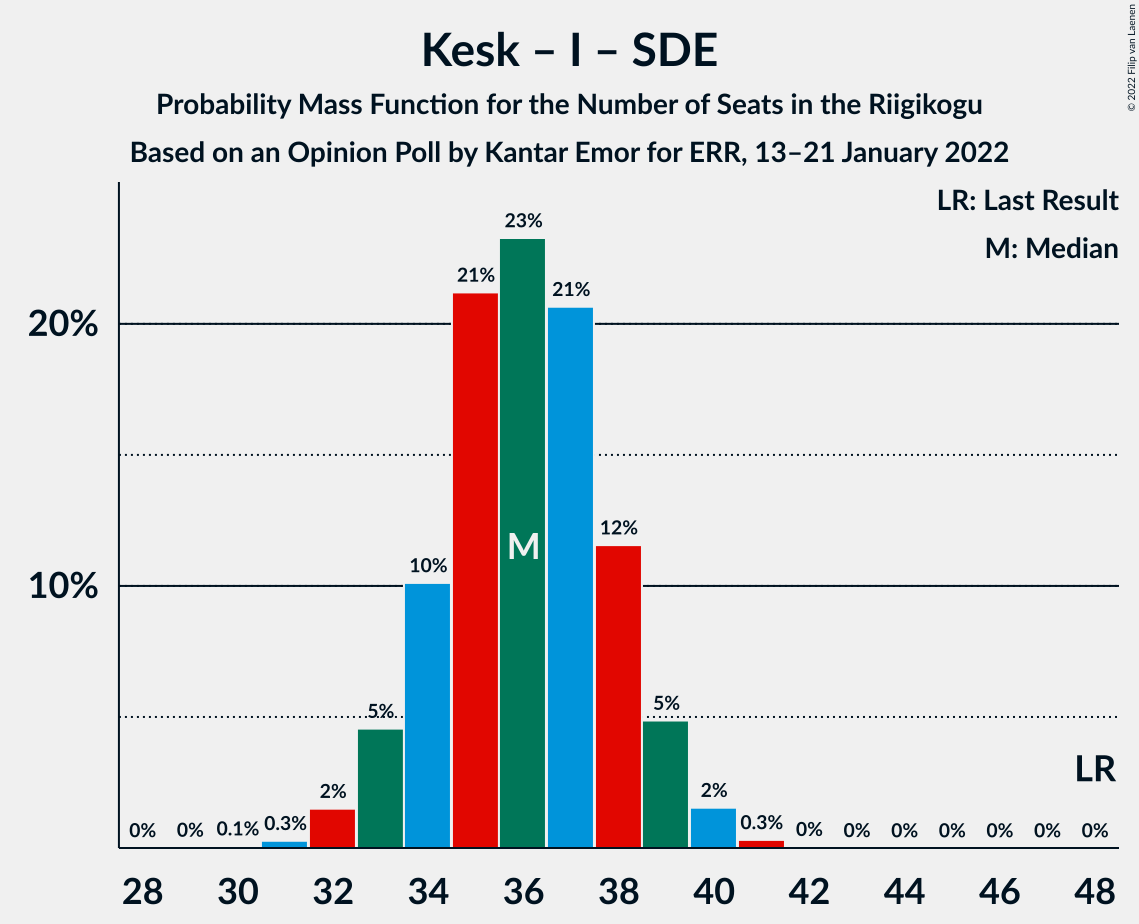 Kesk – I – SDE
Probability Mass Function for the Number of Seats in the Riigikogu
Based on an Opinion Poll by Kantar Emor for ERR, 13–21 January 2022
© 2022 Filip van Laenen
LR: Last Result
M: Median
20%
10%
0% 0% 0.1% 0.3% 2% 5% 10% 21% 23% 21% 12% 5% 2% 0.3% 0% 0% 0% 0% 0% 0% 0%
M
LR
28 30 32 34 36 38 40 42 44 46 48